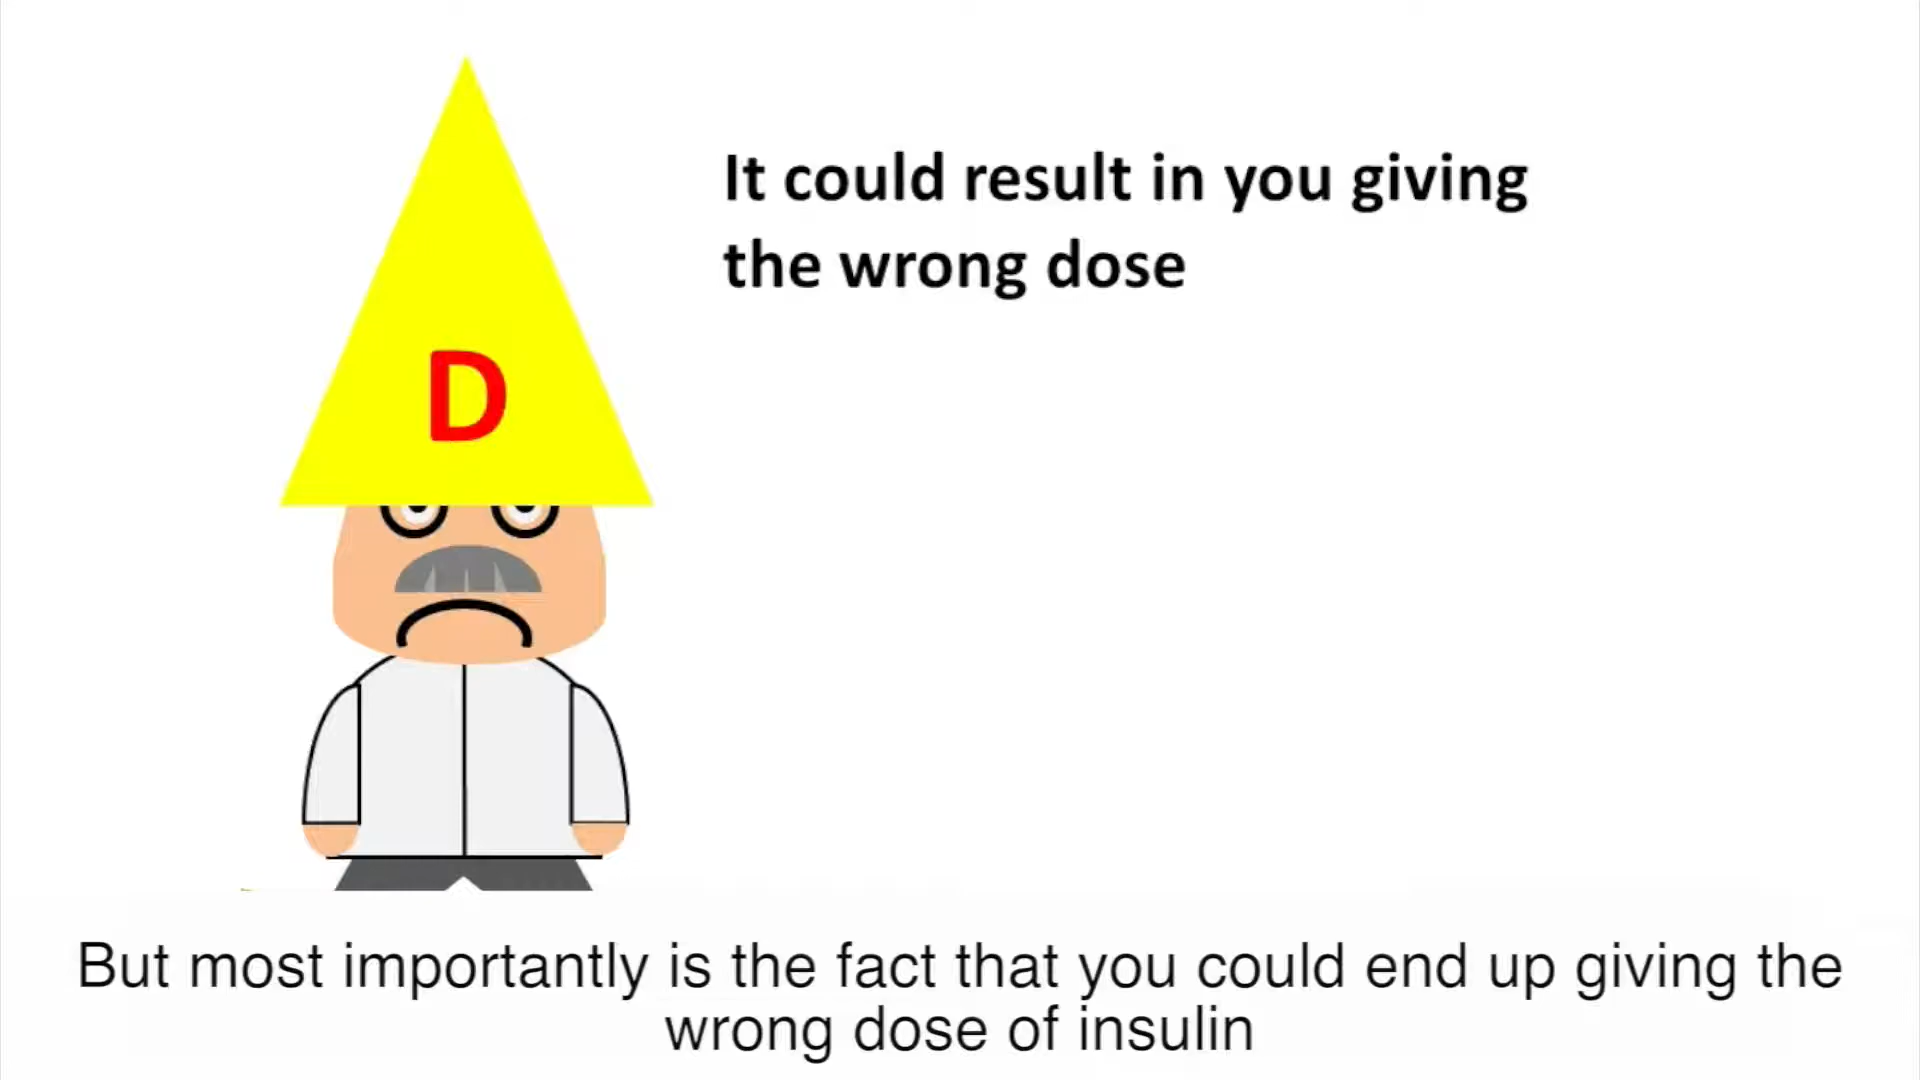 It could result in you giving
the wrong dose
D
But most importantly is the fact that you could end up giving the
wrong dose of insulin